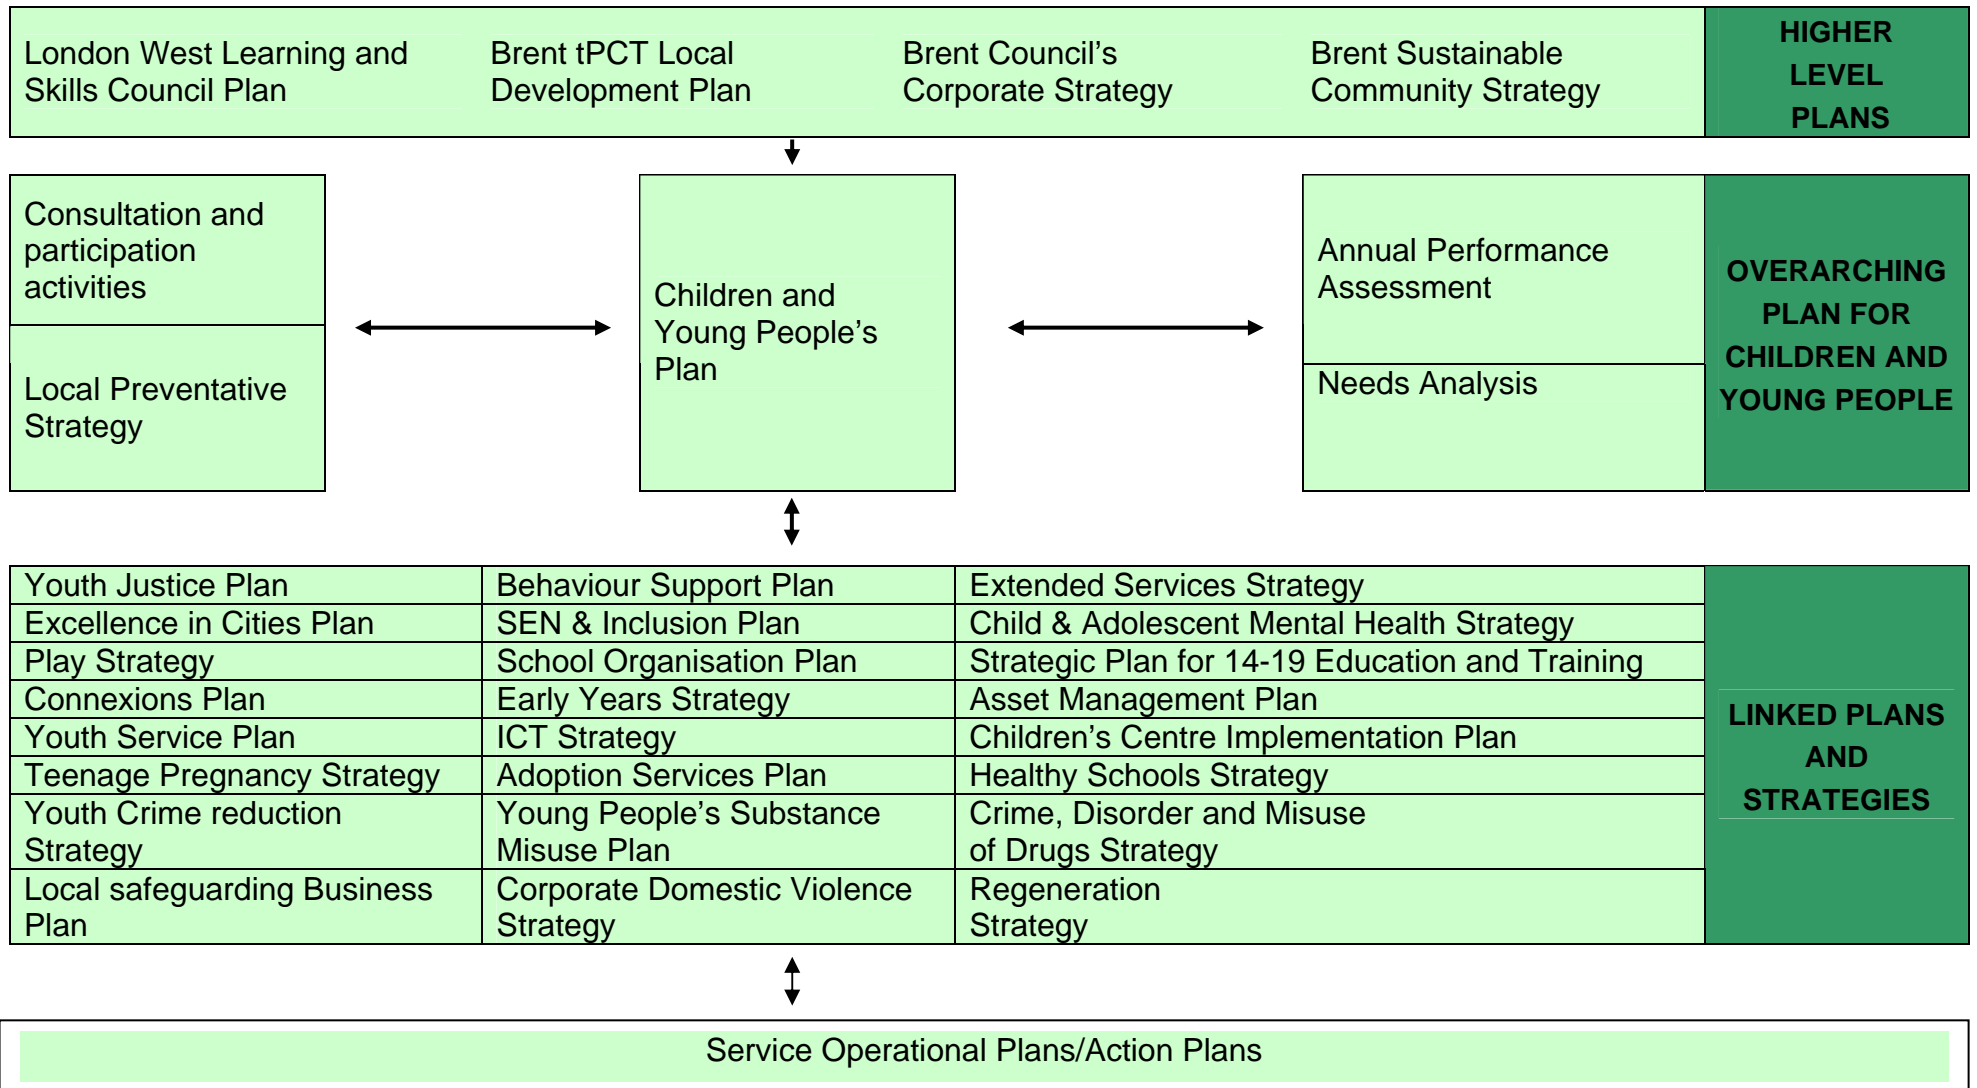 London West Learning and
Skills Council Plan
Brent tPCT Local
Development Plan
Brent Council’s
Corporate Strategy
Brent Sustainable
Community Strategy
HIGHER
LEVEL
PLANS
Consultation and
participation
activities
Local Preventative
Strategy
Children and
Young People’s
Plan
Annual Performance
Assessment
Needs Analysis
OVERARCHING
PLAN FOR
CHILDREN AND
YOUNG PEOPLE
Youth Justice Plan
Behaviour Support Plan
Extended Services Strategy
Excellence in Cities Plan
SEN & Inclusion Plan
Child & Adolescent Mental Health Strategy
Play Strategy
School Organisation Plan
Strategic Plan for 14-19 Education and Training
Connexions Plan
Early Years Strategy
Asset Management Plan
Youth Service Plan
ICT Strategy
Children’s Centre Implementation Plan
Teenage Pregnancy Strategy
Adoption Services Plan
Healthy Schools Strategy
Youth Crime reduction
Strategy
Young People’s Substance
Misuse Plan
Crime, Disorder and Misuse
of Drugs Strategy
Local safeguarding Business
Plan
Corporate Domestic Violence
Strategy
Regeneration
Strategy
LINKED PLANS
AND
STRATEGIES
Service Operational Plans/Action Plans